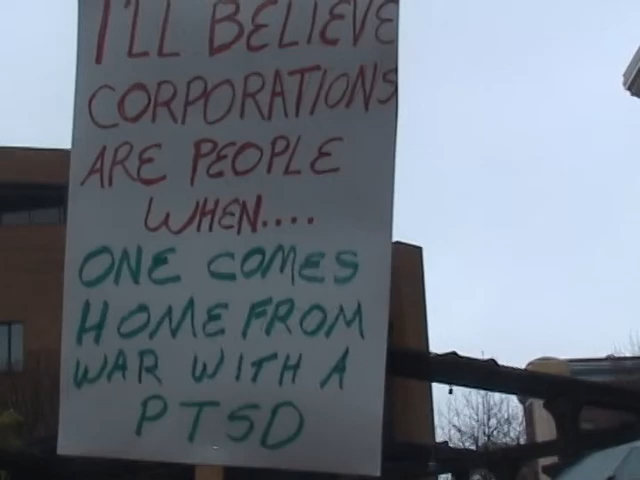 I'LL BELIEVE
CORPORATIONS
ARE PEOPLE
WHEN....
ONE COMES
HOME FROM
WAR WITH A
PTSD